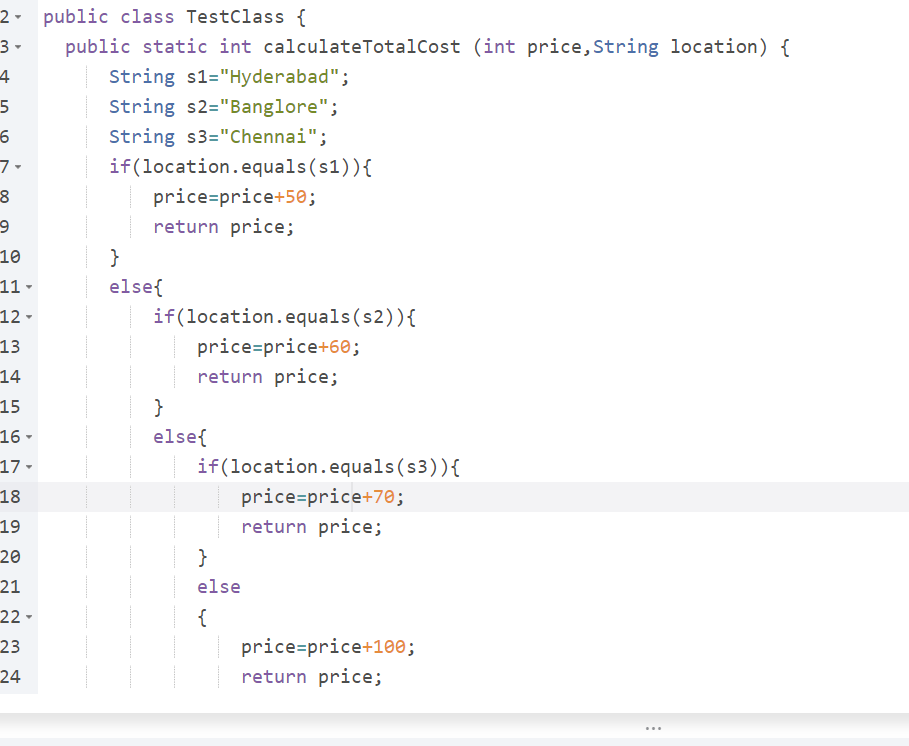 2 public class TestClass {
3 public static int calculateTotalCost (int price,String location) {
4 String s1="Hyderabad";
5 String s2="Banglore";
6 String s3="Chennai";
7 if(location.equals(s1)){
8 price=price+50;
9 return price;
10 }
11 else{
12 if(location.equals(s2)){
13 price=price+60;
14 return price;
15 }
16 else{
17 if(location.equals(s3)){
18 price=price+70;
19 return price;
20 }
21 else
22 {
23 price=price+100;
24 return price;
...